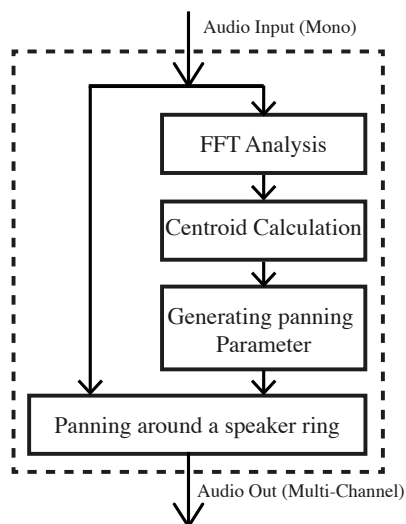 Audio Input (Mono)
FFT Analysis
Centroid Calculation
Generating panning
Parameter
Panning around a speaker ring
Audio Out (Multi-Channel)